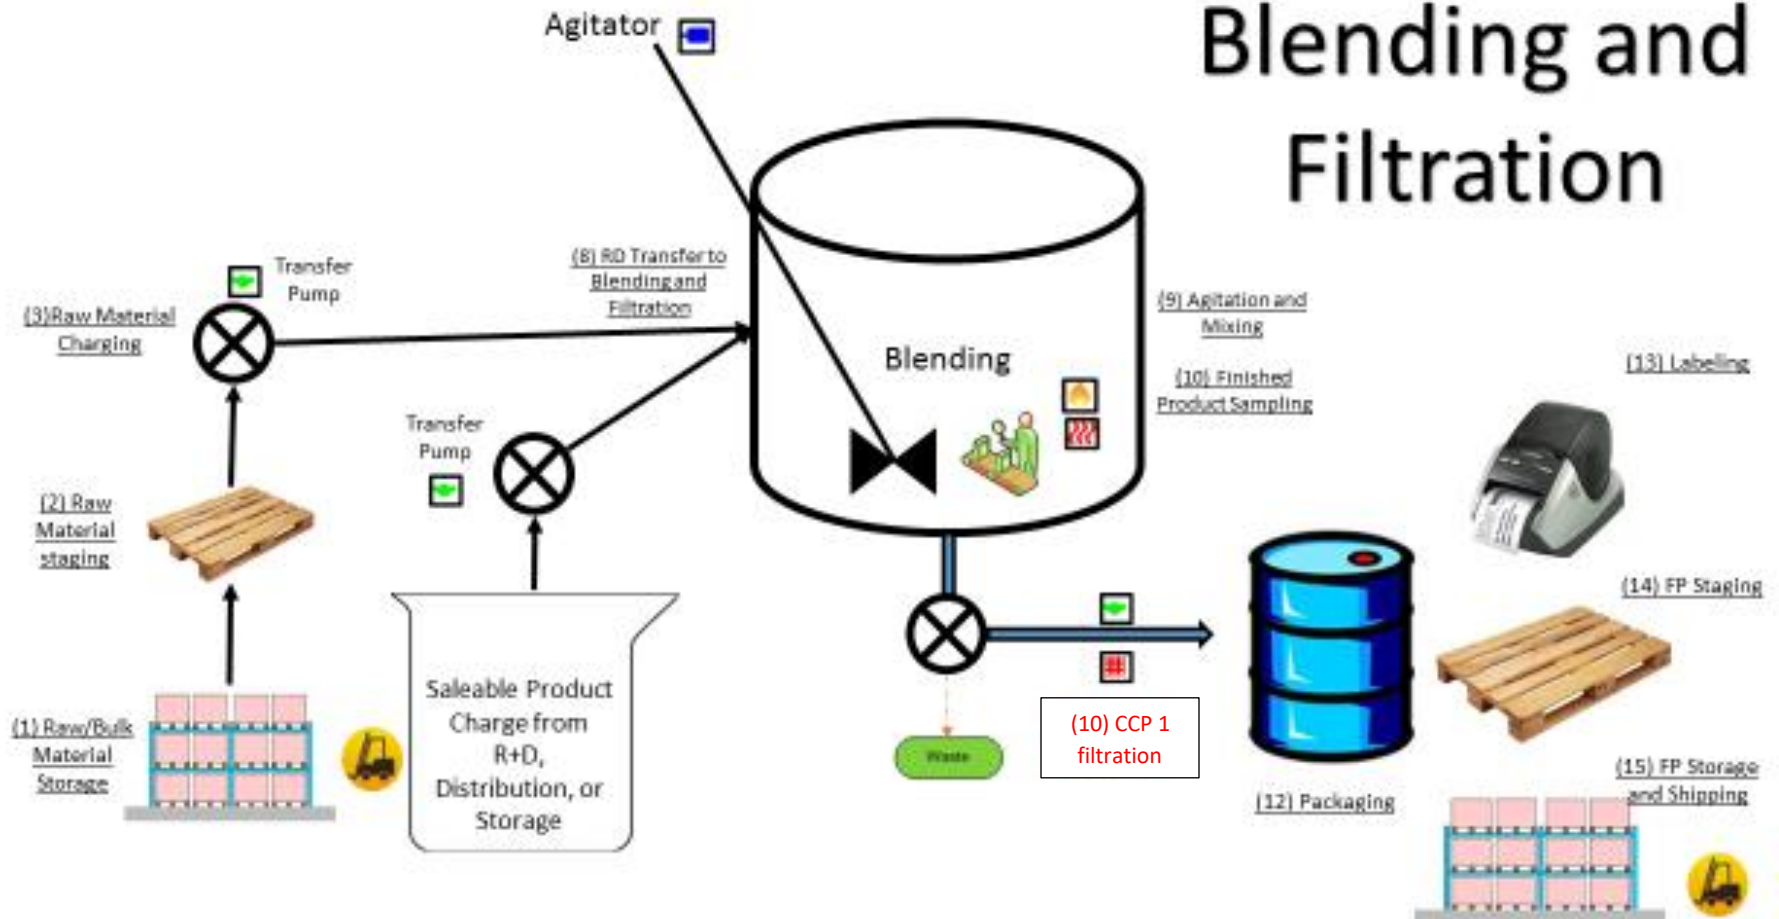 Blending and
Filtration
Agitator
Transfer
Pump
(3)Raw Material
Charging
(8) RD Transfer to
Blending and
Filtration
(9) Agitation and
Mixing
Blending
(10) Finished
Product Sampling
(13) Labeling
Transfer
Pump
(2) Raw
Material
staging
(14) FP Staging
Saleable Product
Charge from
R+D,
Distribution, or
Storage
(1) Raw/Bulk
Material
Storage
Waste
(10) CCP 1
filtration
(12) Packaging
(15) FP Storage
and Shipping